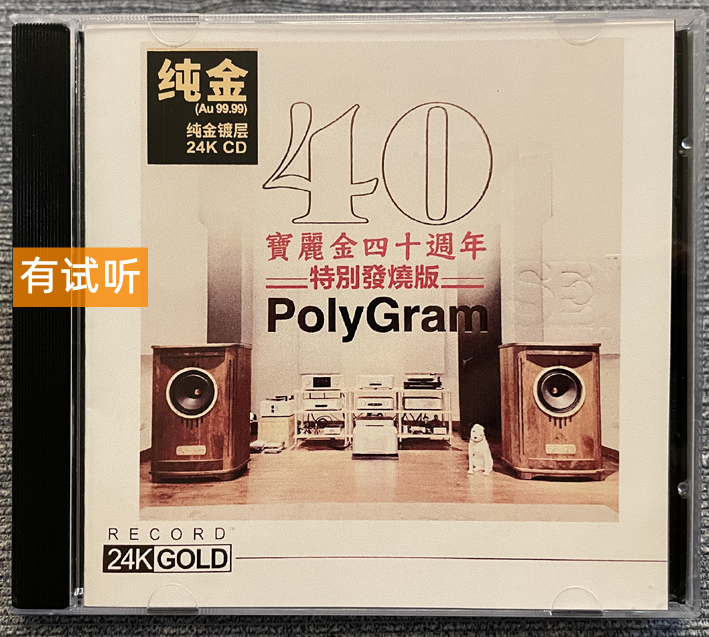 纯金
(Au 99.99)
纯金镀层
24K CD
40
寶麗金四十週年
特別發燒版
PolyGram
有试听
RECORD™
24K GOLD